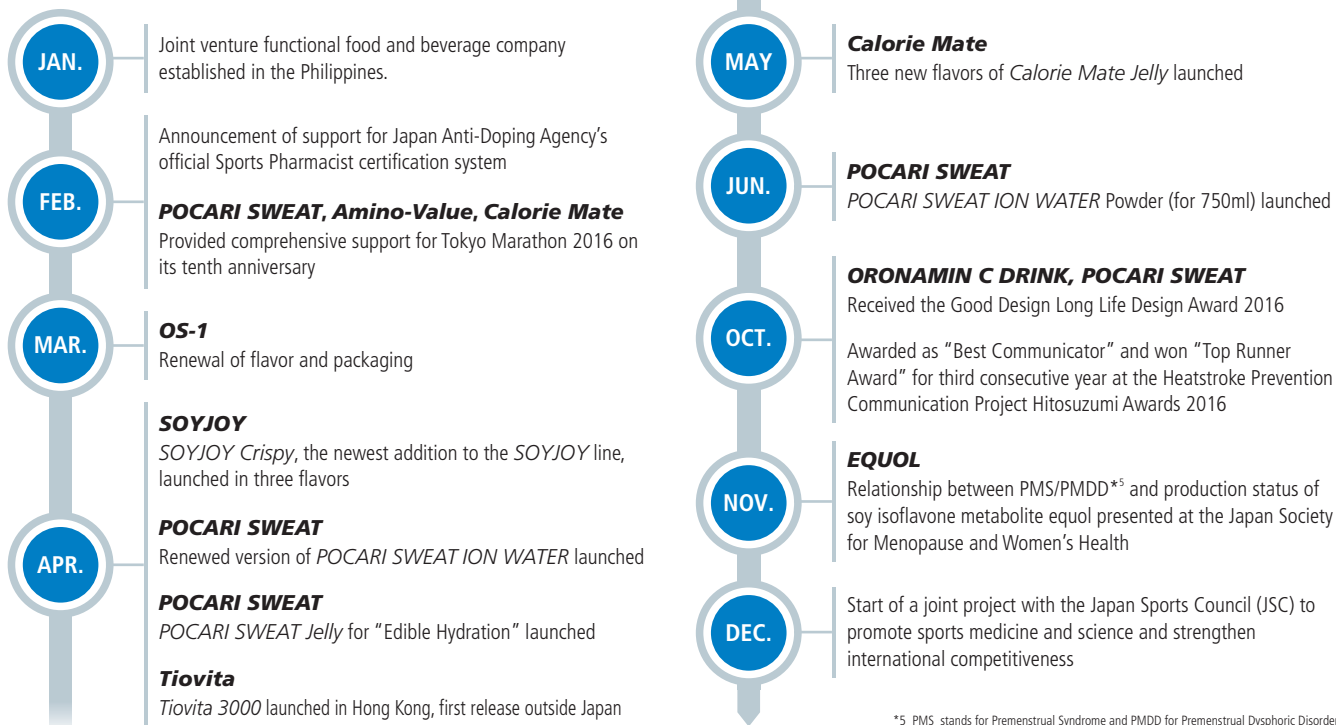 JAN.
Joint venture functional food and beverage company
established in the Philippines.
FEB.
Announcement of support for Japan Anti-Doping Agency's
official Sports Pharmacist certification system
POCARI SWEAT, Amino-Value, Calorie Mate
Provided comprehensive support for Tokyo Marathon 2016 on
its tenth anniversary
MAR.
OS-1
Renewal of flavor and packaging
APR.
SOYJOY
SOYJOY Crispy, the newest addition to the SOYJOY line,
launched in three flavors
POCARI SWEAT
Renewed version of POCARI SWEAT ION WATER launched
POCARI SWEAT
POCARI SWEAT Jelly for “Edible Hydration” launched
Tiovita
Tiovita 3000 launched in Hong Kong, first release outside Japan
MAY
Calorie Mate
Three new flavors of Calorie Mate Jelly launched
JUN.
POCARI SWEAT
POCARI SWEAT ION WATER Powder (for 750ml) launched
OCT.
ORONAMIN C DRINK, POCARI SWEAT
Received the Good Design Long Life Design Award 2016
Awarded as “Best Communicator” and won “Top Runner
Award” for third consecutive year at the Heatstroke Prevention
Communication Project Hitosuzumi Awards 2016
NOV.
EQUOL
Relationship between PMS/PMDD*5 and production status of
soy isoflavone metabolite equol presented at the Japan Society
for Menopause and Women's Health
DEC.
Start of a joint project with the Japan Sports Council (JSC) to
promote sports medicine and science and strengthen
international competitiveness
*5 PMS stands for Premenstrual Syndrome and PMDD for Premenstrual Dysphoric Disorder